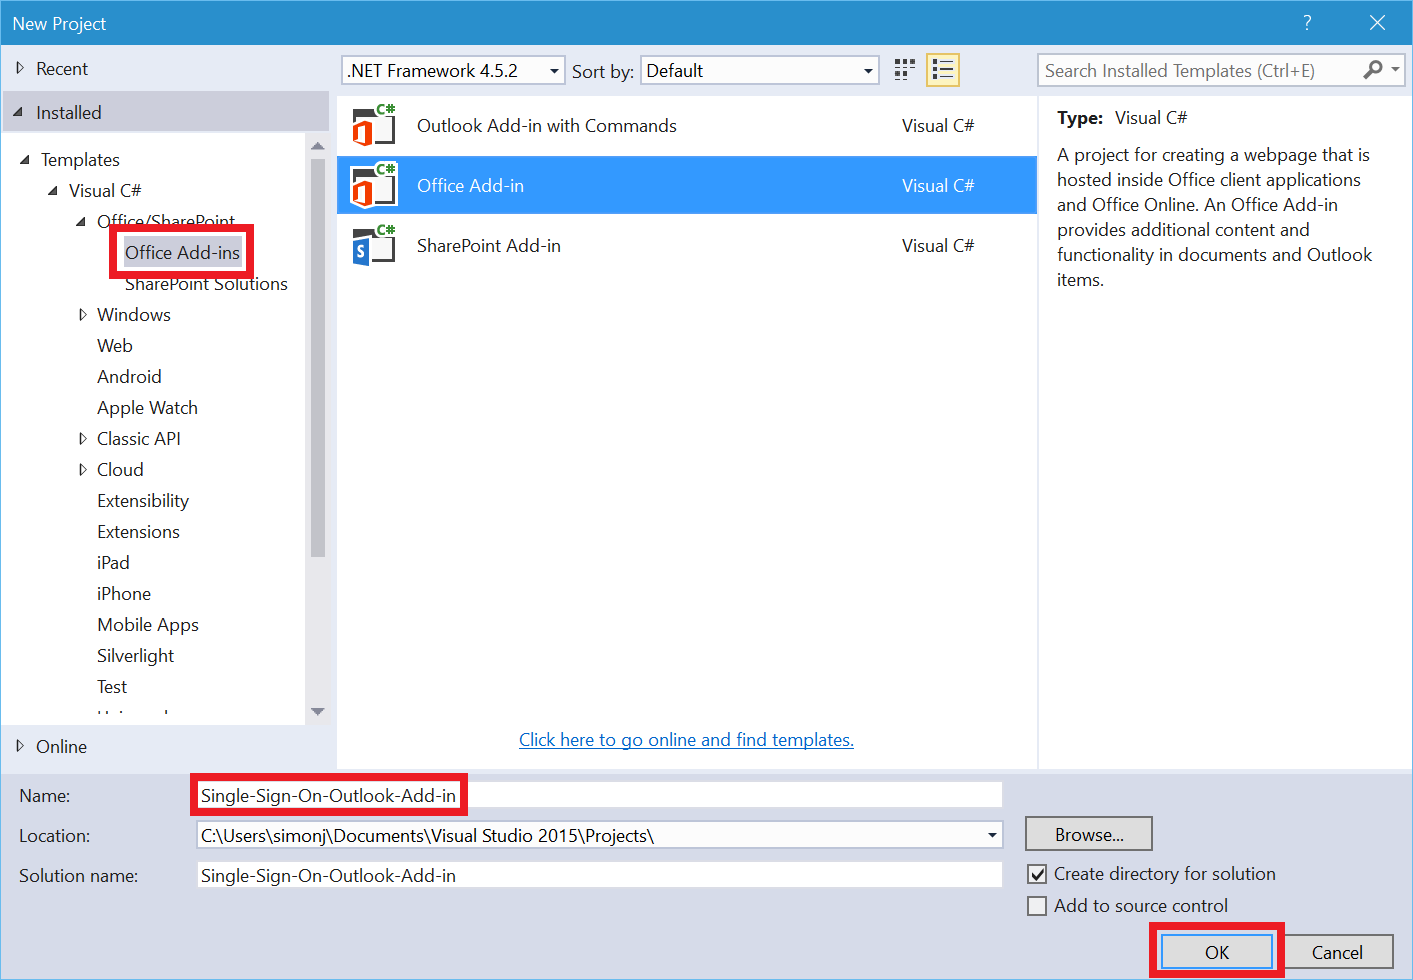 New Project
?
Recent
Installed
.NET Framework 4.5.2
Sort by:
Default
Search Installed Templates (Ctrl+E)
Templates
Visual C#
Office/SharePoint
Office Add-ins
SharePoint Solutions
Windows
Web
Android
Apple Watch
Classic API
Cloud
Extensibility
Extensions
iPad
iPhone
Mobile Apps
Silverlight
Test
Online
C#
Outlook Add-in with Commands
Visual C#
C#
Office Add-in
Visual C#
C#
S
SharePoint Add-in
Visual C#
Click here to go online and find templates.
Type: Visual C#
A project for creating a webpage that is
hosted inside Office client applications
and Office Online. An Office Add-in
provides additional content and
functionality in documents and Outlook
items.
Name:
Single-Sign-On-Outlook-Add-in
Location:
C:\Users\simonj\Documents\Visual Studio 2015\Projects\
Browse...
Solution name:
Single-Sign-On-Outlook-Add-in
Create directory for solution
Add to source control
OK
Cancel